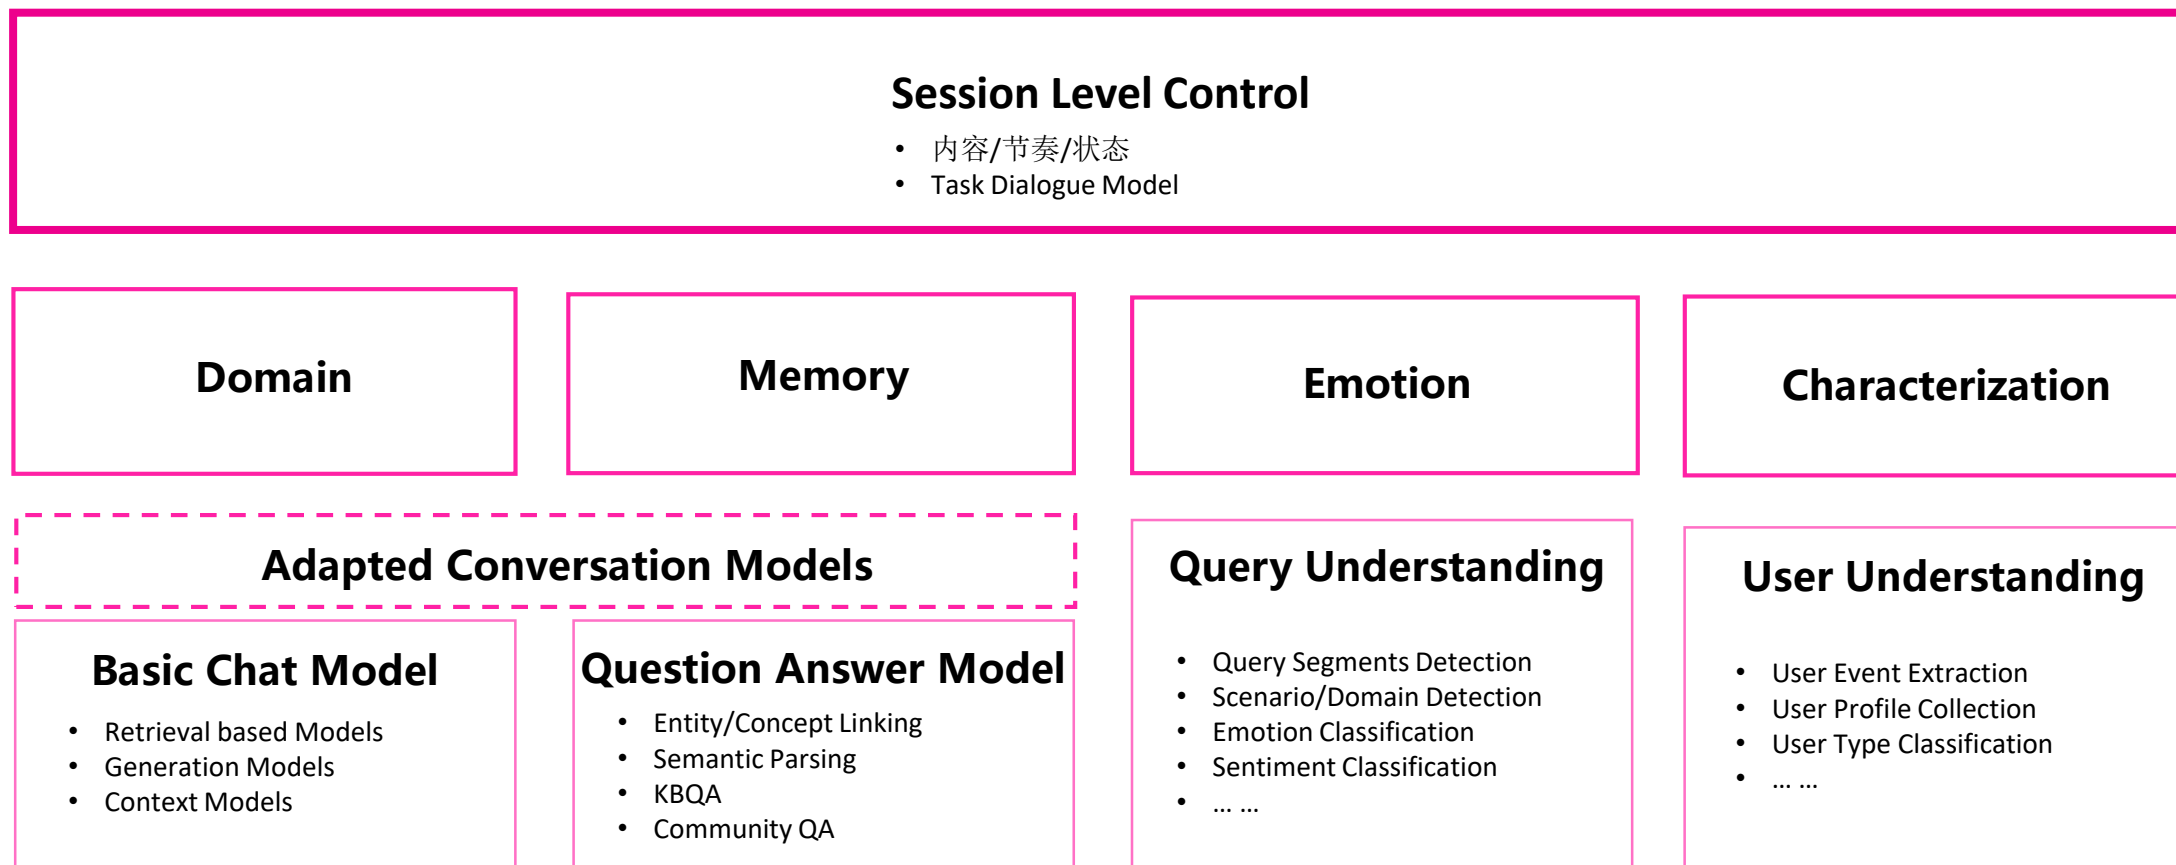 Session Level Control
• 内容/节奏/状态
• Task Dialogue Model
Domain
Memory
Emotion
Characterization
Adapted Conversation Models
Basic Chat Model
• Retrieval based Models
• Generation Models
• Context Models
Question Answer Model
• Entity/Concept Linking
• Semantic Parsing
• KBQA
• Community QA
Query Understanding
• Query Segments Detection
• Scenario/Domain Detection
• Emotion Classification
• Sentiment Classification
• ... ...
User Understanding
• User Event Extraction
• User Profile Collection
• User Type Classification
• ... ...